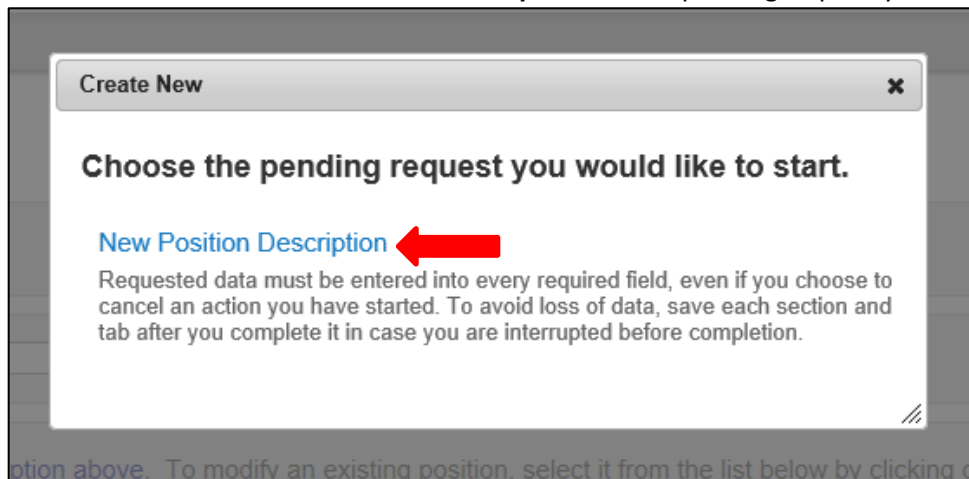 Create New
Choose the pending request you would like to start.
New Position Description
Requested data must be entered into every required field, even if you choose to
cancel an action you have started. To avoid loss of data, save each section and
tab after you complete it in case you are interrupted before completion.
above. To modify an existing position, select it from the list below by clicking